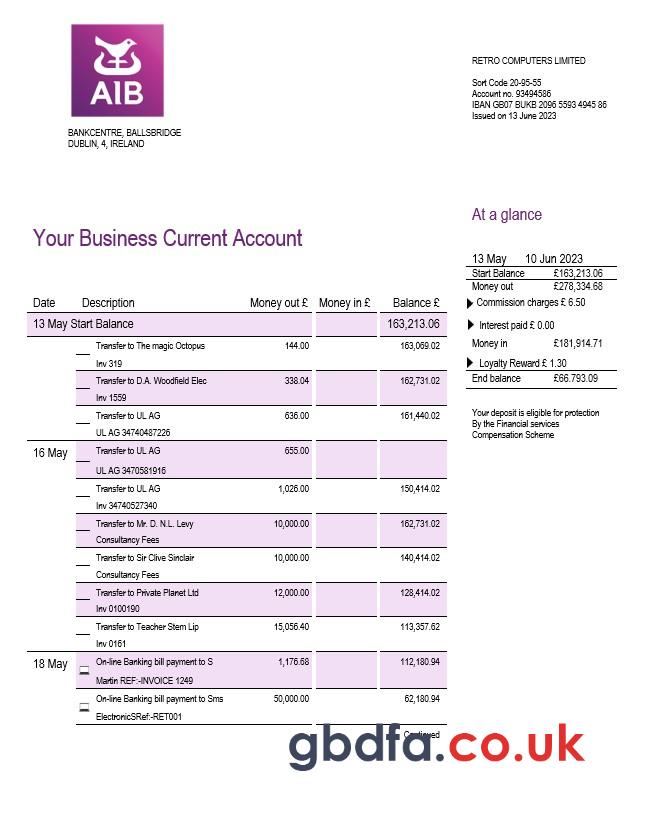 AIB
BANKCENTRE, BALLSBRIDGE
DUBLIN, 4, IRELAND
RETRO COMPUTERS LIMITED
Sort Code 20-95-55
Account no. 93494586
IBAN GB07 BUKB 2096 5593 4945 86
Issued on 13 June 2023
At a glance
13 May 10 Jun 2023
Start Balance £163,213.06
Money out £278,334.68
Commission charges £ 6.50
Interest paid £ 0.00
Money in £181,914.71
Loyalty Reward £ 1.30
End balance £66.793.09
Your deposit is eligible for protection
By the Financial services
Compensation Scheme
Your Business Current Account
Date Description Money out £ Money in £ Balance £
13 May Start Balance 163,213.06
Transfer to The magic Octopus 144.00 163,069.02
Inv 319
Transfer to D.A. Woodfield Elec 338.04 162,731.02
Inv 1559
Transfer to UL AG 636.00 161,440.02
UL AG 34740487226
16 May Transfer to UL AG 655.00
UL AG 3470581916
Transfer to UL AG 1,026.00 150,414.02
Inv 34740527340
Transfer to Mr. D. N.L. Levy 10,000.00 162,731.02
Consultancy Fees
Transfer to Sir Clive Sinclair 10,000.00 140,414.02
Consultancy Fees
Transfer to Private Planet Ltd 12,000.00 128,414.02
Inv 0100190
Transfer to Teacher Stem Lip 15,056.40 113,357.62
Inv 0161
18 May On-line Banking bill payment to S 1,176.68 112,180.94
Martin REF:-INVOICE 1249
On-line Banking bill payment to Sms 50,000.00 62,180.94
ElectronicSRef:-RET001
Continued
gbdfa.co.uk